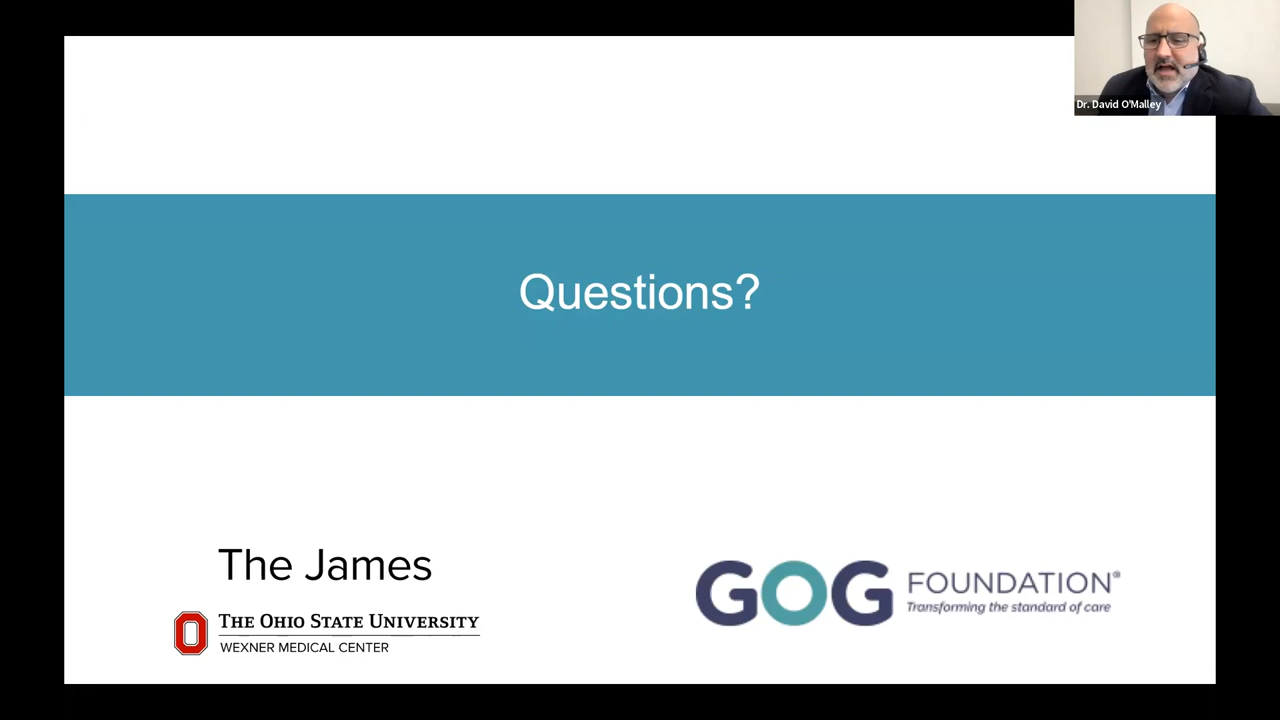 Dr. David O'Malley
Questions?
The James
THE OHIO STATE UNIVERSITY
WEXNER MEDICAL CENTER
GOG FOUNDATION®
Transforming the standard of care